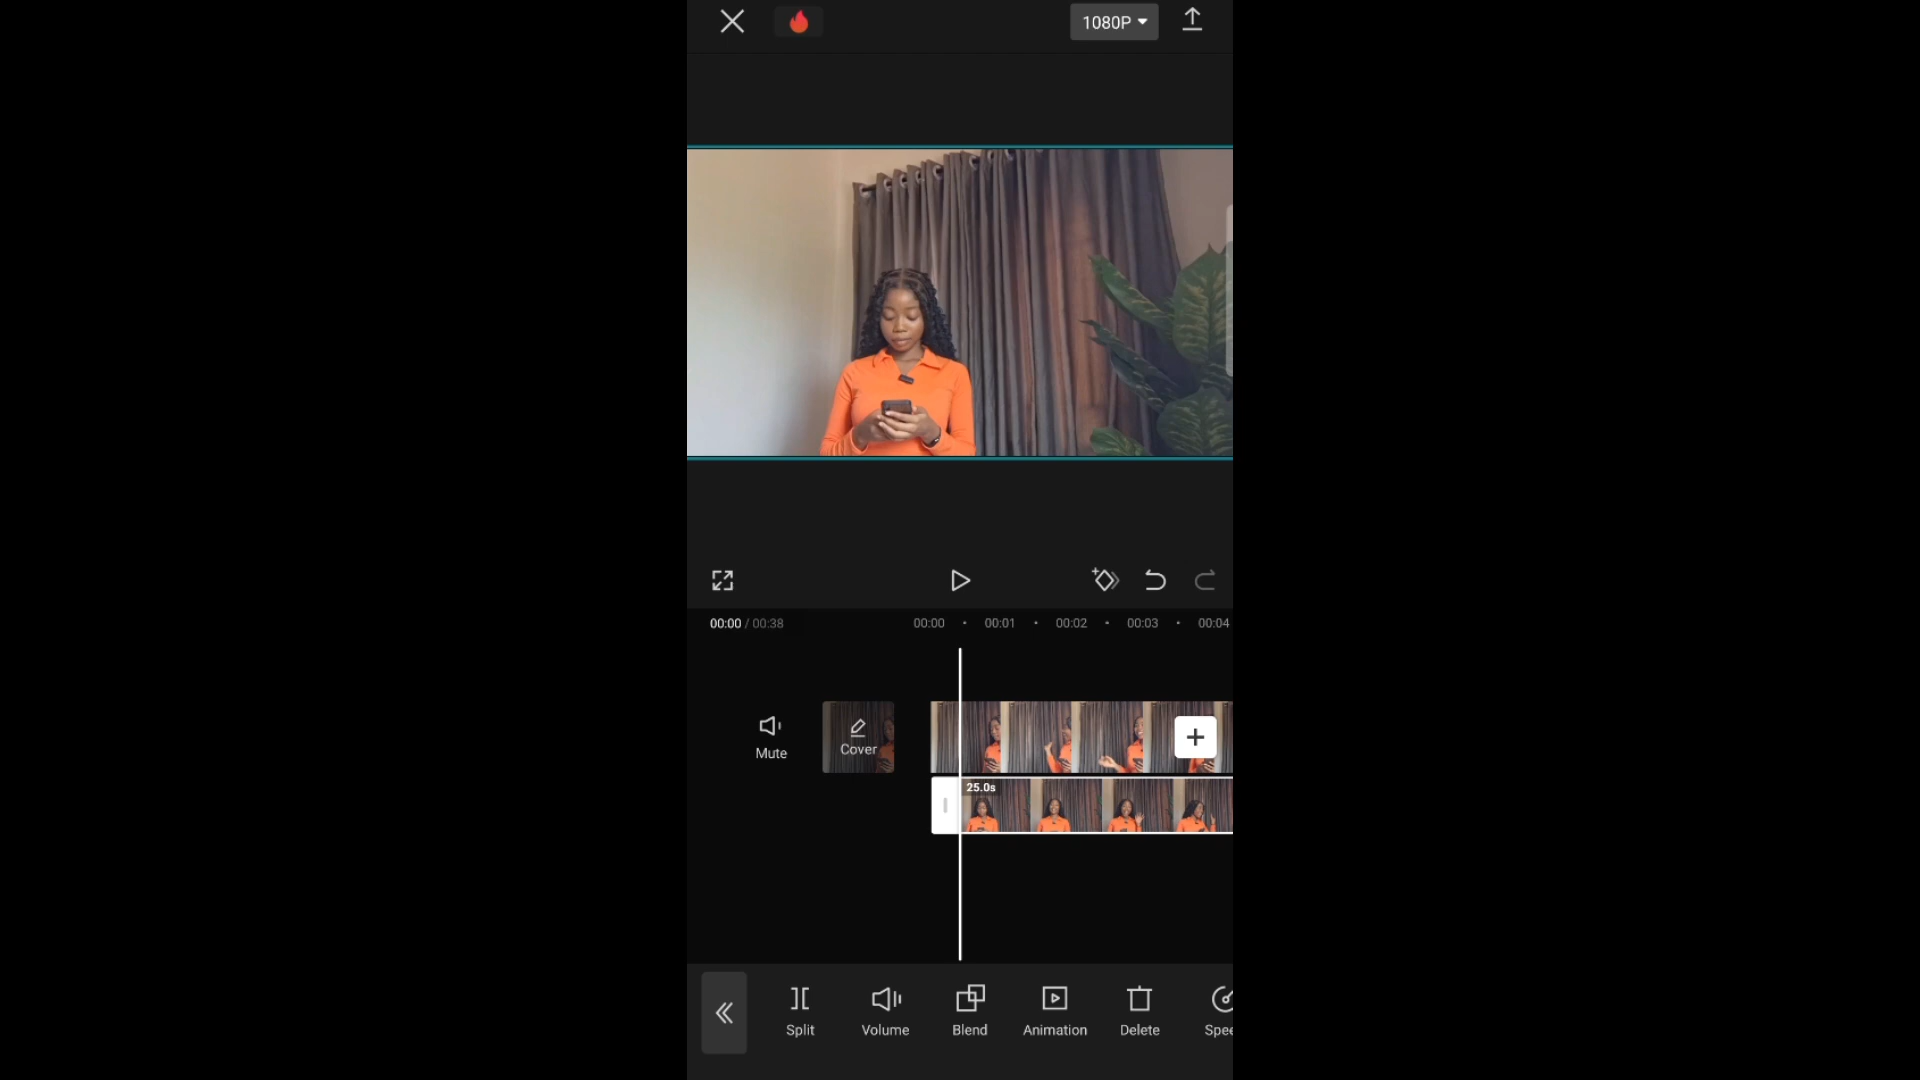 1080P
00:00 / 00:38
00:00 00:01 00:02 00:03 00:04
Mute
Cover
25.0s
Split
Volume
Blend
Animation
Delete
Spee